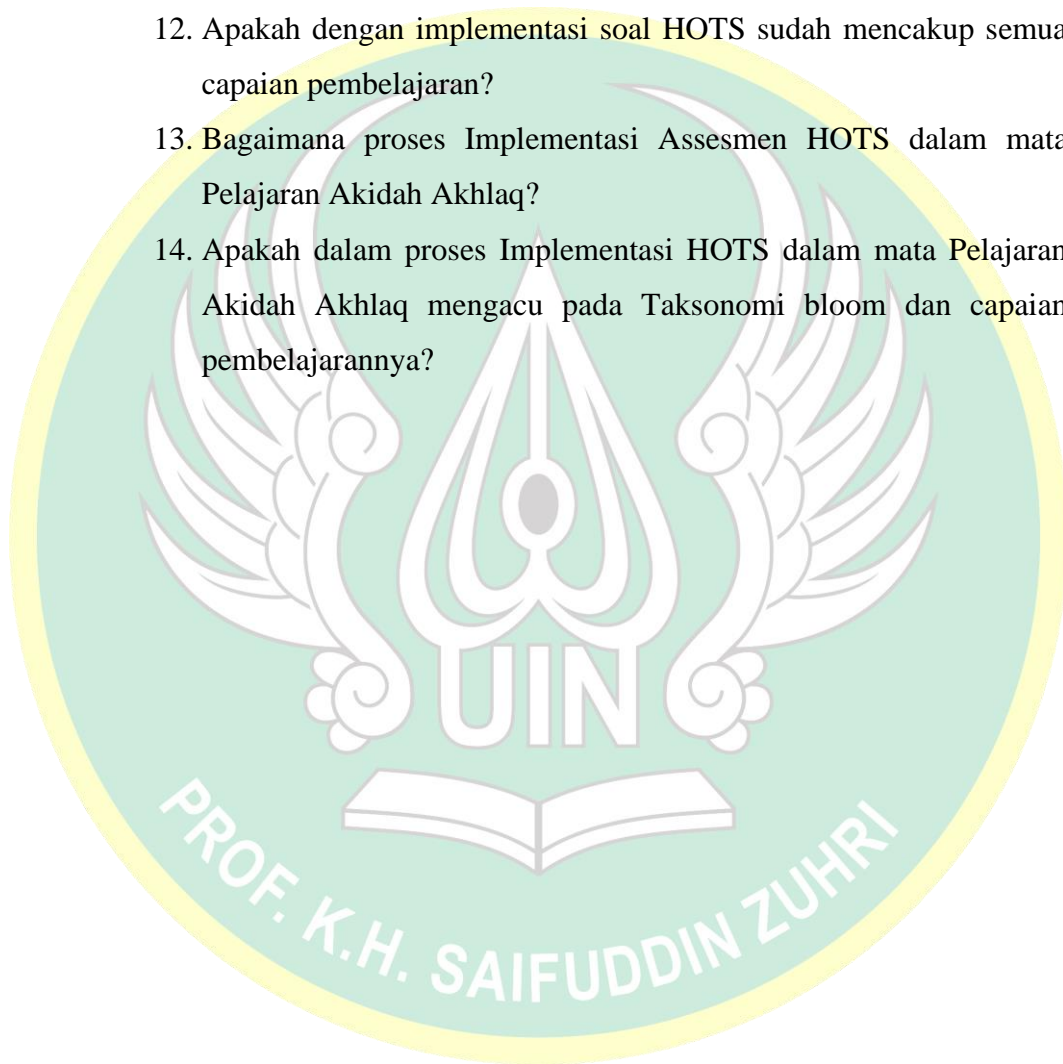 12. Apakah dengan implementasi soal HOTS sudah mencakup semua
capaian pembelajaran?
13. Bagaimana proses Implementasi Assesmen HOTS dalam mata
Pelajaran Akidah Akhlaq?
14. Apakah dalam proses Implementasi HOTS dalam mata Pelajaran
Akidah Akhlaq mengacu pada Taksonomi bloom dan capaian
pembelajarannya?
UIN
PROF. K.H. SAIFUDDIN ZUHRI